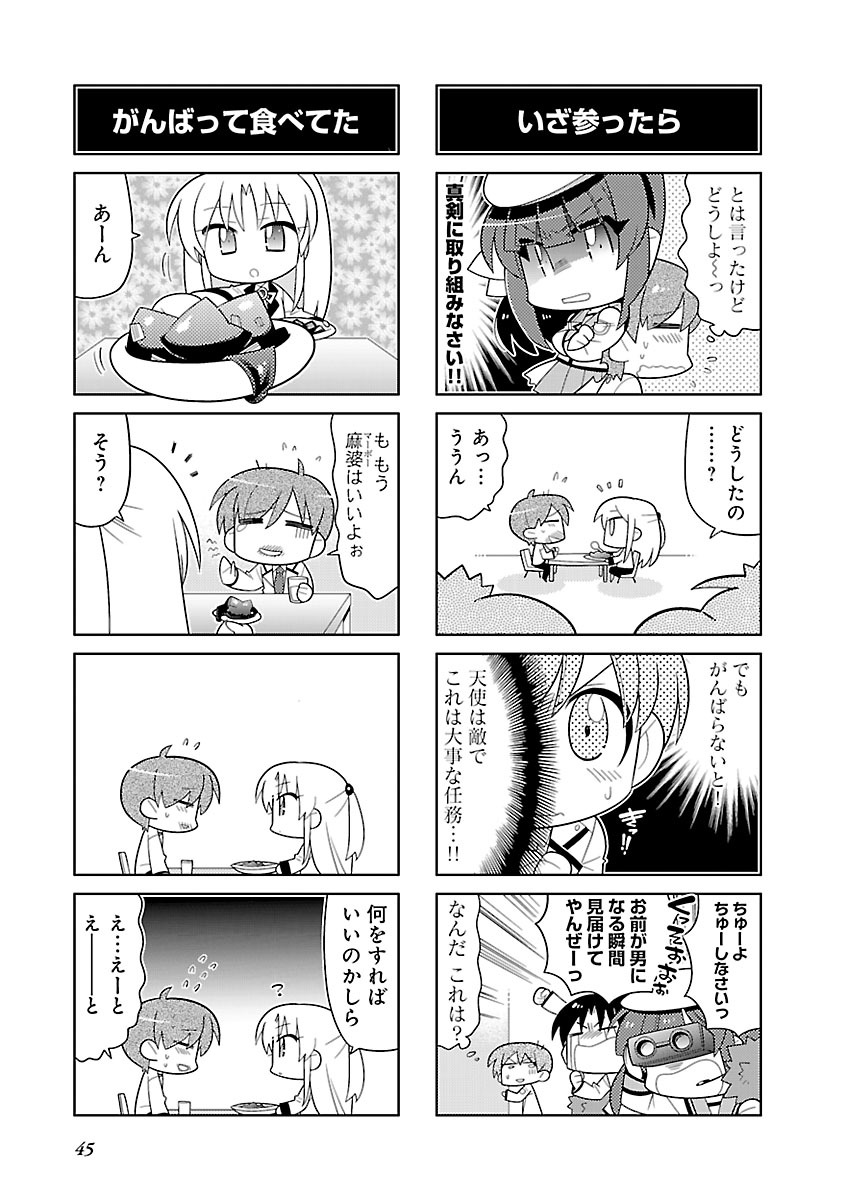 いざ参ったら
とは言ったけど
どうしよ～っ
真剣に取り組みなさい!!
どうしたの
……?
あっ…
ううん
でも
がんばらないと!
天使は敵で
これは大事な任務…!!
ちゅーよ
ちゅーしなさいっ
お前が男に
なる瞬間
見届けて
やんぜーっ
なんだ これは?
がんばって食べてた
あーん
も もう
麻婆はいいよぉ
マーボー
そう?
何をすれば
いいのかしら
?
え…えーと
えーーと
45